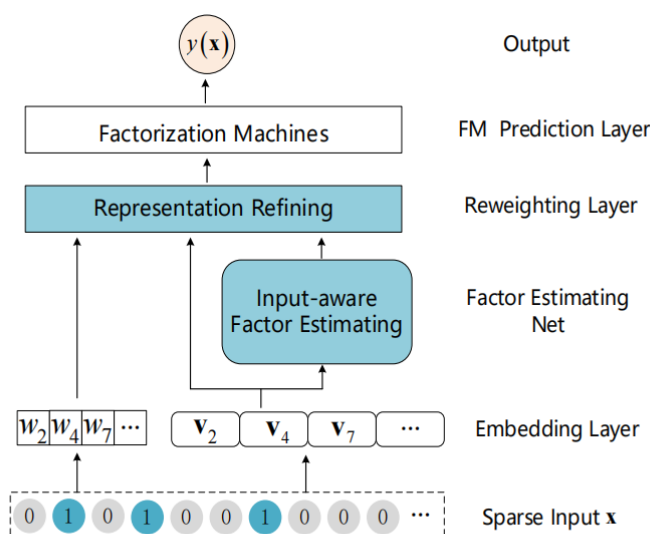 y(x) Output
Factorization Machines FM Prediction Layer
Representation Refining Reweighting Layer
Input-aware
Factor Estimating
Factor Estimating
Net
w2 w4 w7 ... v2 v4 v7 ... Embedding Layer
0 1 0 1 0 0 1 0 0 0 ... Sparse Input x